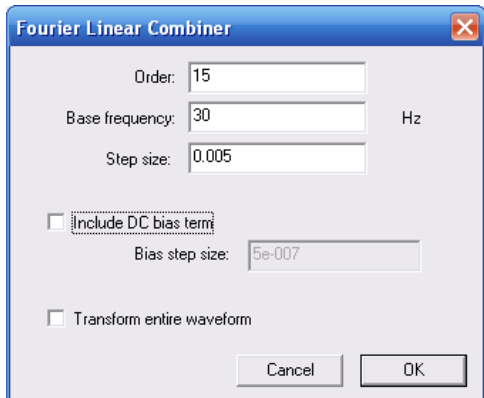 Fourier Linear Combiner
Order: 15
Base frequency: 30 Hz
Step size: 0.005
Include DC bias term
Bias step size: 5e-007
Transform entire waveform
Cancel OK